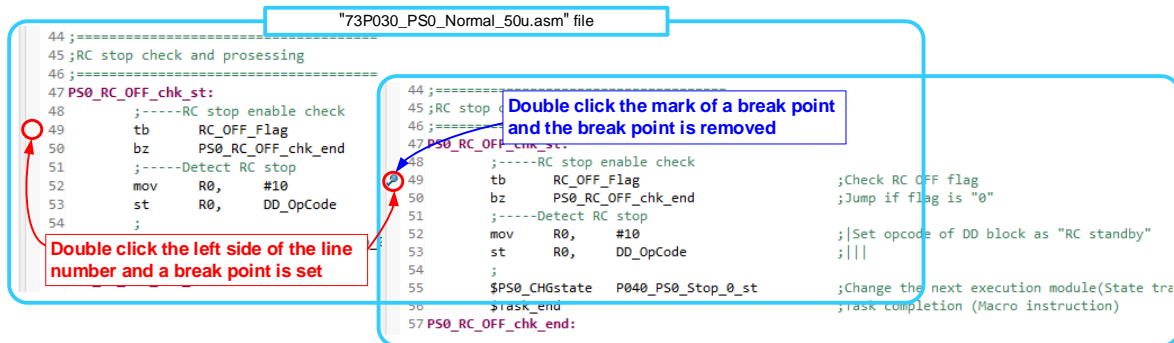 "73P030_PS0_Normal_50u.asm" file
44 ;=====================================
45 ;RC stop check and prosessing
46 ;=====================================
47 PS0_RC_OFF_chk_st:
48 ;-----RC stop enable check
49 tb RC_OFF_Flag
50 bz PS0_RC_OFF_chk_end
51 ;-----Detect RC stop
52 mov R0, #10
53 st R0, DD_OpCode
54 ;
Double click the left side of the line
number and a break point is set
44 ;=====================================
45 ;RC stop
46 ;=====================================
47 PS0_RC_OFF_chk_st:
48 ;-----RC stop enable check
49 tb RC_OFF_Flag ;Check RC OFF flag
50 bz PS0_RC_OFF_chk_end ;Jump if flag is "0"
51 ;-----Detect RC stop
52 mov R0, #10 ;|Set opcode of DD block as "RC standby"
53 st R0, DD_OpCode ;|||
54 ;
55 $PS0_CHGstate P040_PS0_Stop_0_st ;Change the next execution module(State tra
56 $Task_end ;Task completion (Macro instruction)
57 PS0_RC_OFF_chk_end:
Double click the mark of a break point
and the break point is removed